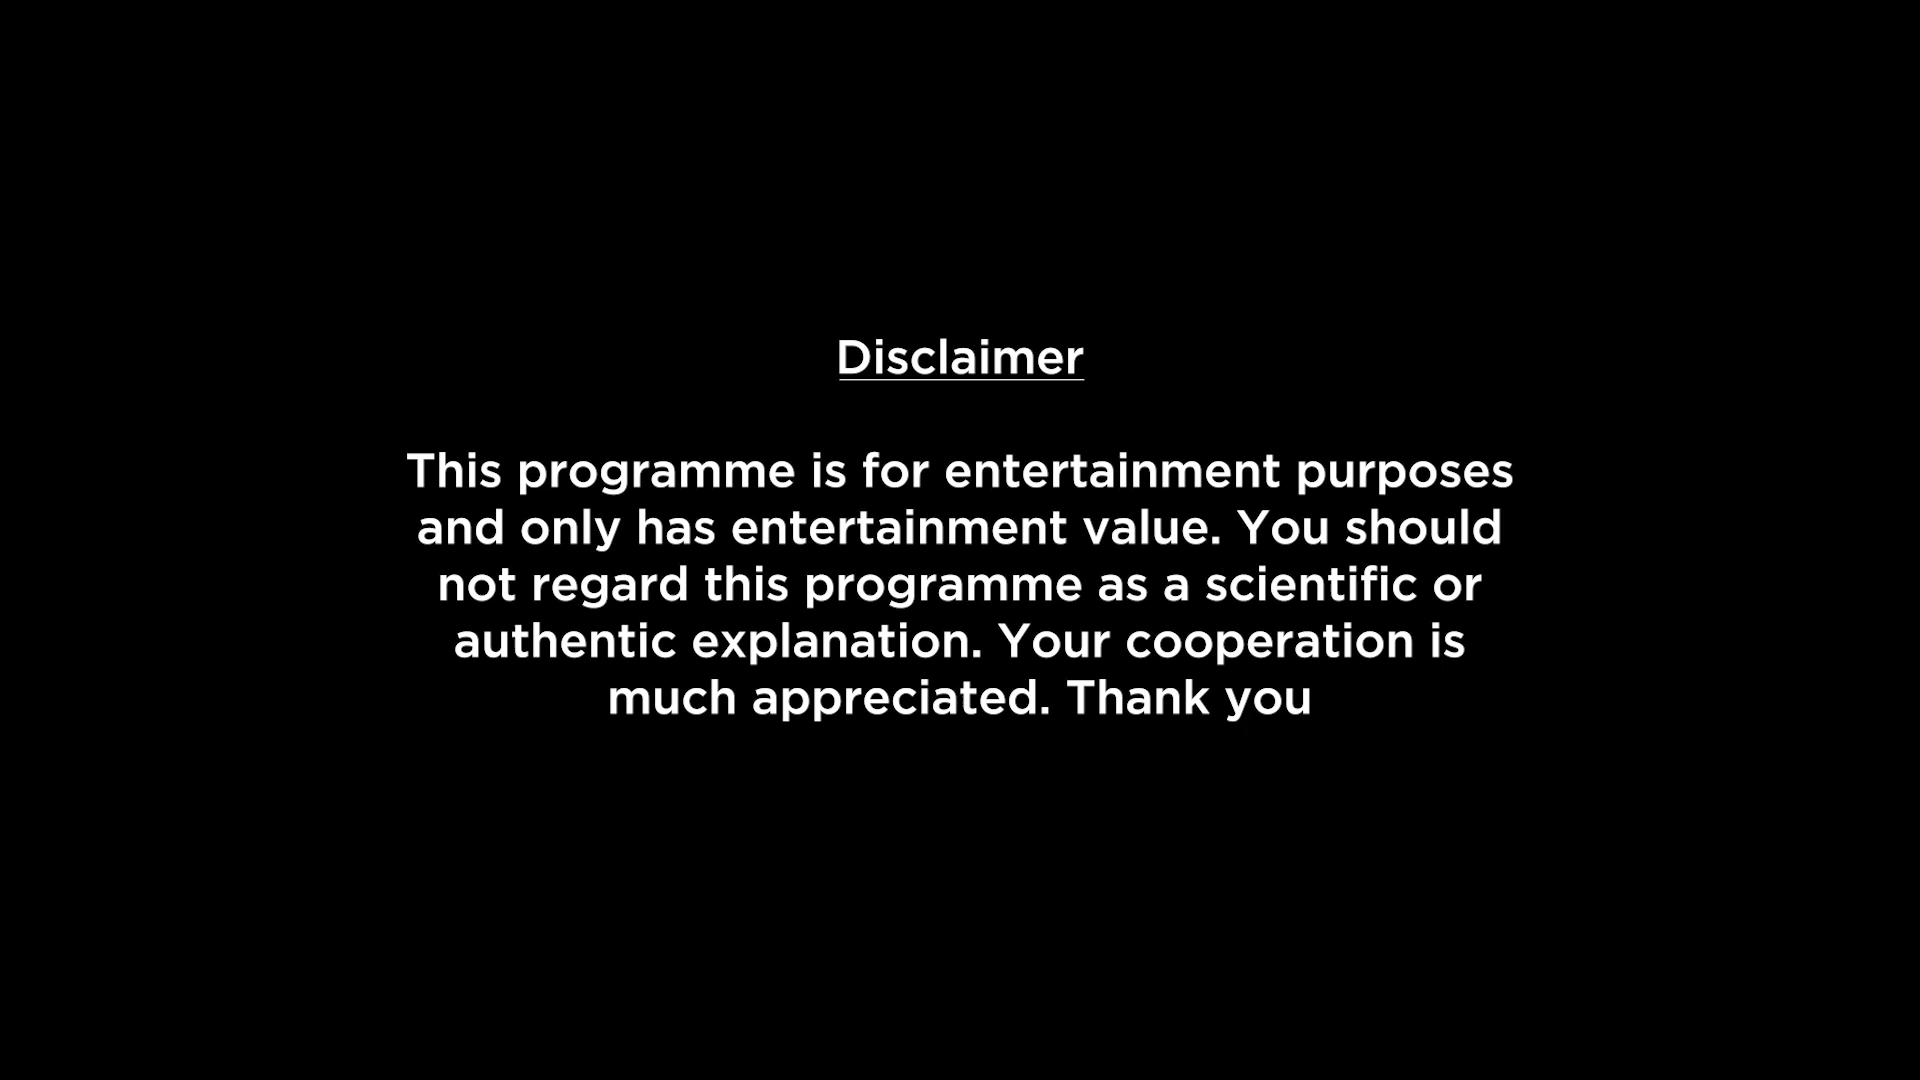 Disclaimer
This programme is for entertainment purposes
and only has entertainment value. You should
not regard this programme as a scientific or
authentic explanation. Your cooperation is
much appreciated. Thank you